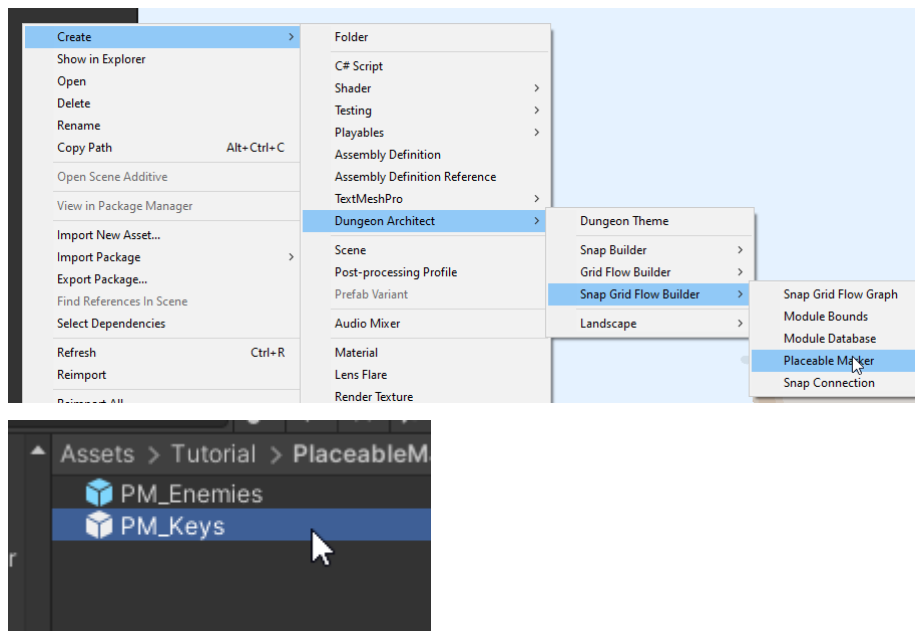 Create
Show in Explorer
Open
Delete
Rename
Copy Path Alt+Ctrl+C
Open Scene Additive
View in Package Manager
Import New Asset...
Import Package
Export Package...
Find References In Scene
Select Dependencies
Refresh Ctrl+R
Reimport
Reimport All
Folder
C# Script
Shader
Testing
Playables
Assembly Definition
Assembly Definition Reference
TextMeshPro
Dungeon Architect
Scene
Post-processing Profile
Prefab Variant
Audio Mixer
Material
Lens Flare
Render Texture
Dungeon Theme
Snap Builder
Grid Flow Builder
Snap Grid Flow Builder
Landscape
Snap Grid Flow Graph
Module Bounds
Module Database
Placeable Marker
Snap Connection
Assets > Tutorial > PlaceableM
PM_Enemies
PM_Keys
r